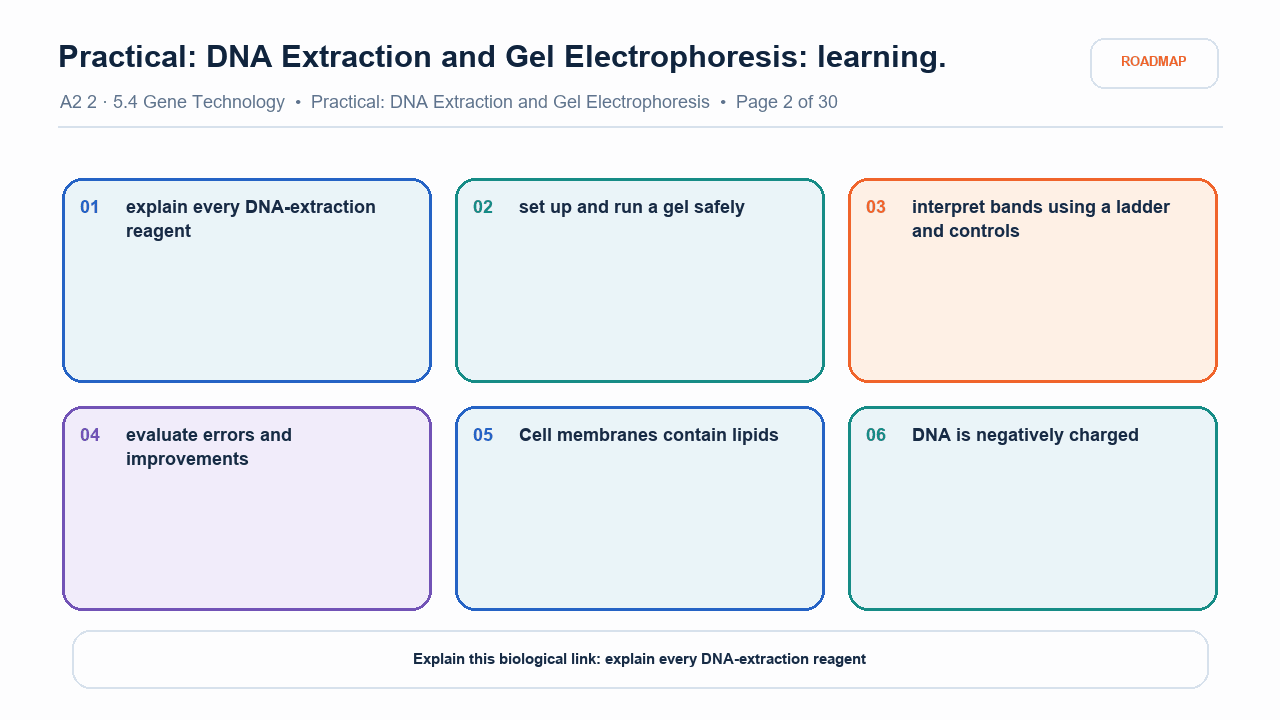 Practical: DNA Extraction and Gel Electrophoresis: learning.
ROADMAP
A2 2 · 5.4 Gene Technology • Practical: DNA Extraction and Gel Electrophoresis • Page 2 of 30
01 explain every DNA-extraction
reagent
02 set up and run a gel safely
03 interpret bands using a ladder
and controls
04 evaluate errors and
improvements
05 Cell membranes contain lipids
06 DNA is negatively charged
Explain this biological link: explain every DNA-extraction reagent